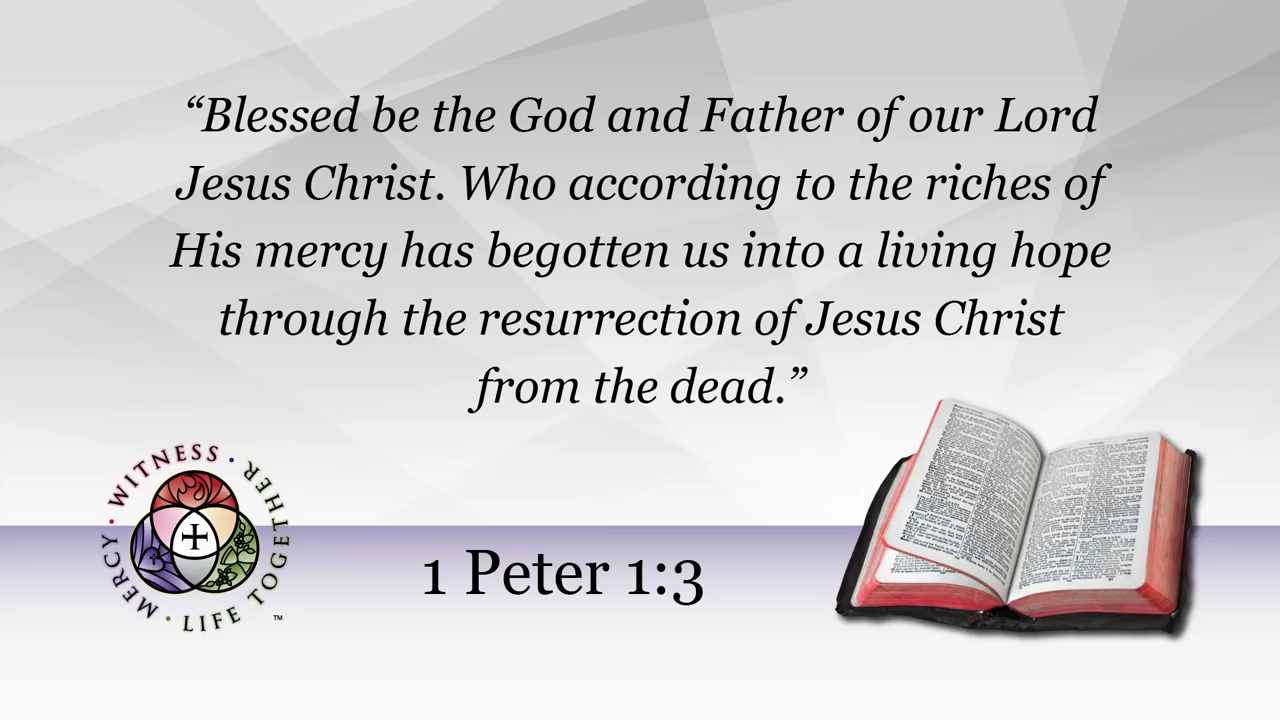 “Blessed be the God and Father of our Lord
Jesus Christ. Who according to the riches of
His mercy has begotten us into a living hope
through the resurrection of Jesus Christ
from the dead.”
WITNESS · LIFE TOGETHER · MERCY ·
TM
1 Peter 1:3